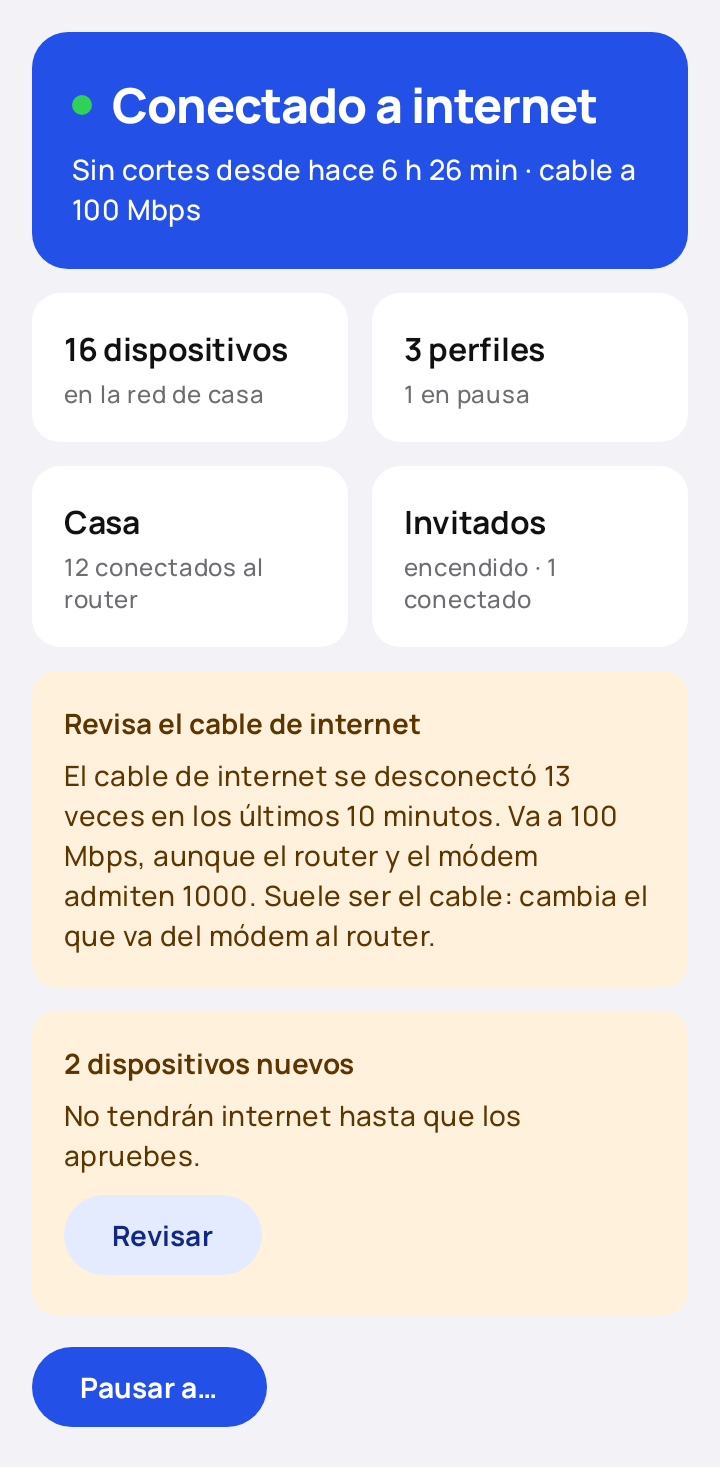 Conectado a internet
Sin cortes desde hace 6 h 26 min · cable a
100 Mbps
16 dispositivos
en la red de casa
3 perfiles
1 en pausa
Casa
12 conectados al
router
Invitados
encendido · 1
conectado
Revisa el cable de internet
El cable de internet se desconectó 13
veces en los últimos 10 minutos. Va a 100
Mbps, aunque el router y el módem
admiten 1000. Suele ser el cable: cambia el
que va del módem al router.
2 dispositivos nuevos
No tendrán internet hasta que los
apruebes.
Revisar
Pausar a…